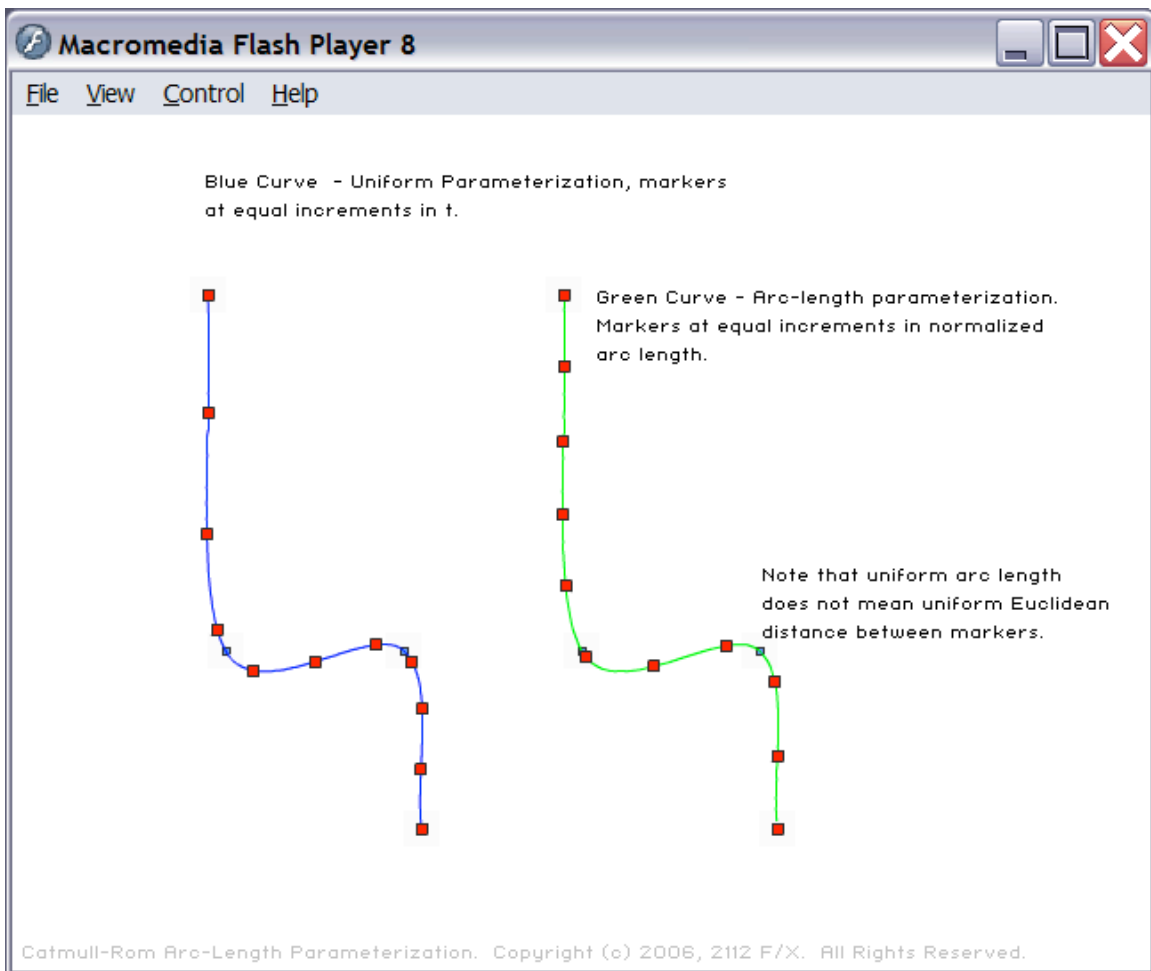 Macromedia Flash Player 8
File View Control Help
Blue Curve - Uniform Parameterization, markers
at equal increments in t.
Green Curve - Arc-length parameterization.
Markers at equal increments in normalized
arc length.
Note that uniform arc length
does not mean uniform Euclidean
distance between markers.
Catmull-Rom Arc-Length Parameterization. Copyright (c) 2006, 2112 F/X. All Rights Reserved.